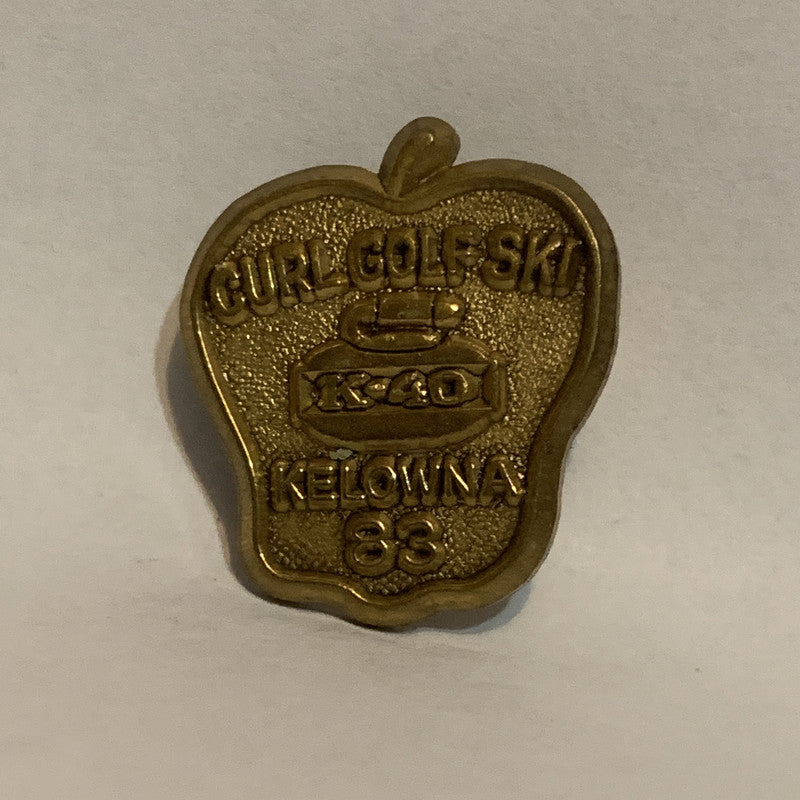 CURL GOLF SKI
K-40
KELOWNA
83